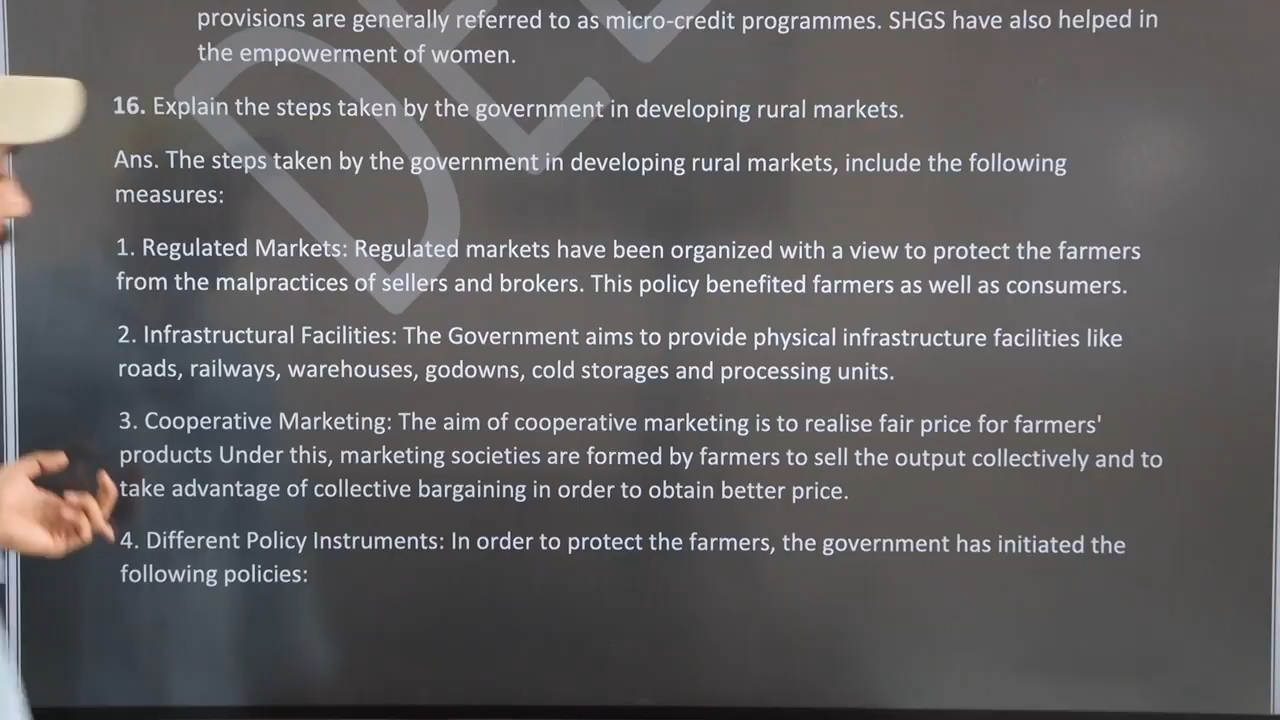 provisions are generally referred to as micro-credit programmes. SHGS have also helped in
the empowerment of women.
16. Explain the steps taken by the government in developing rural markets.
Ans. The steps taken by the government in developing rural markets, include the following
measures:
1. Regulated Markets: Regulated markets have been organized with a view to protect the farmers
from the malpractices of sellers and brokers. This policy benefited farmers as well as consumers.
2. Infrastructural Facilities: The Government aims to provide physical infrastructure facilities like
roads, railways, warehouses, godowns, cold storages and processing units.
3. Cooperative Marketing: The aim of cooperative marketing is to realise fair price for farmers'
products Under this, marketing societies are formed by farmers to sell the output collectively and to
take advantage of collective bargaining in order to obtain better price.
4. Different Policy Instruments: In order to protect the farmers, the government has initiated the
following policies: